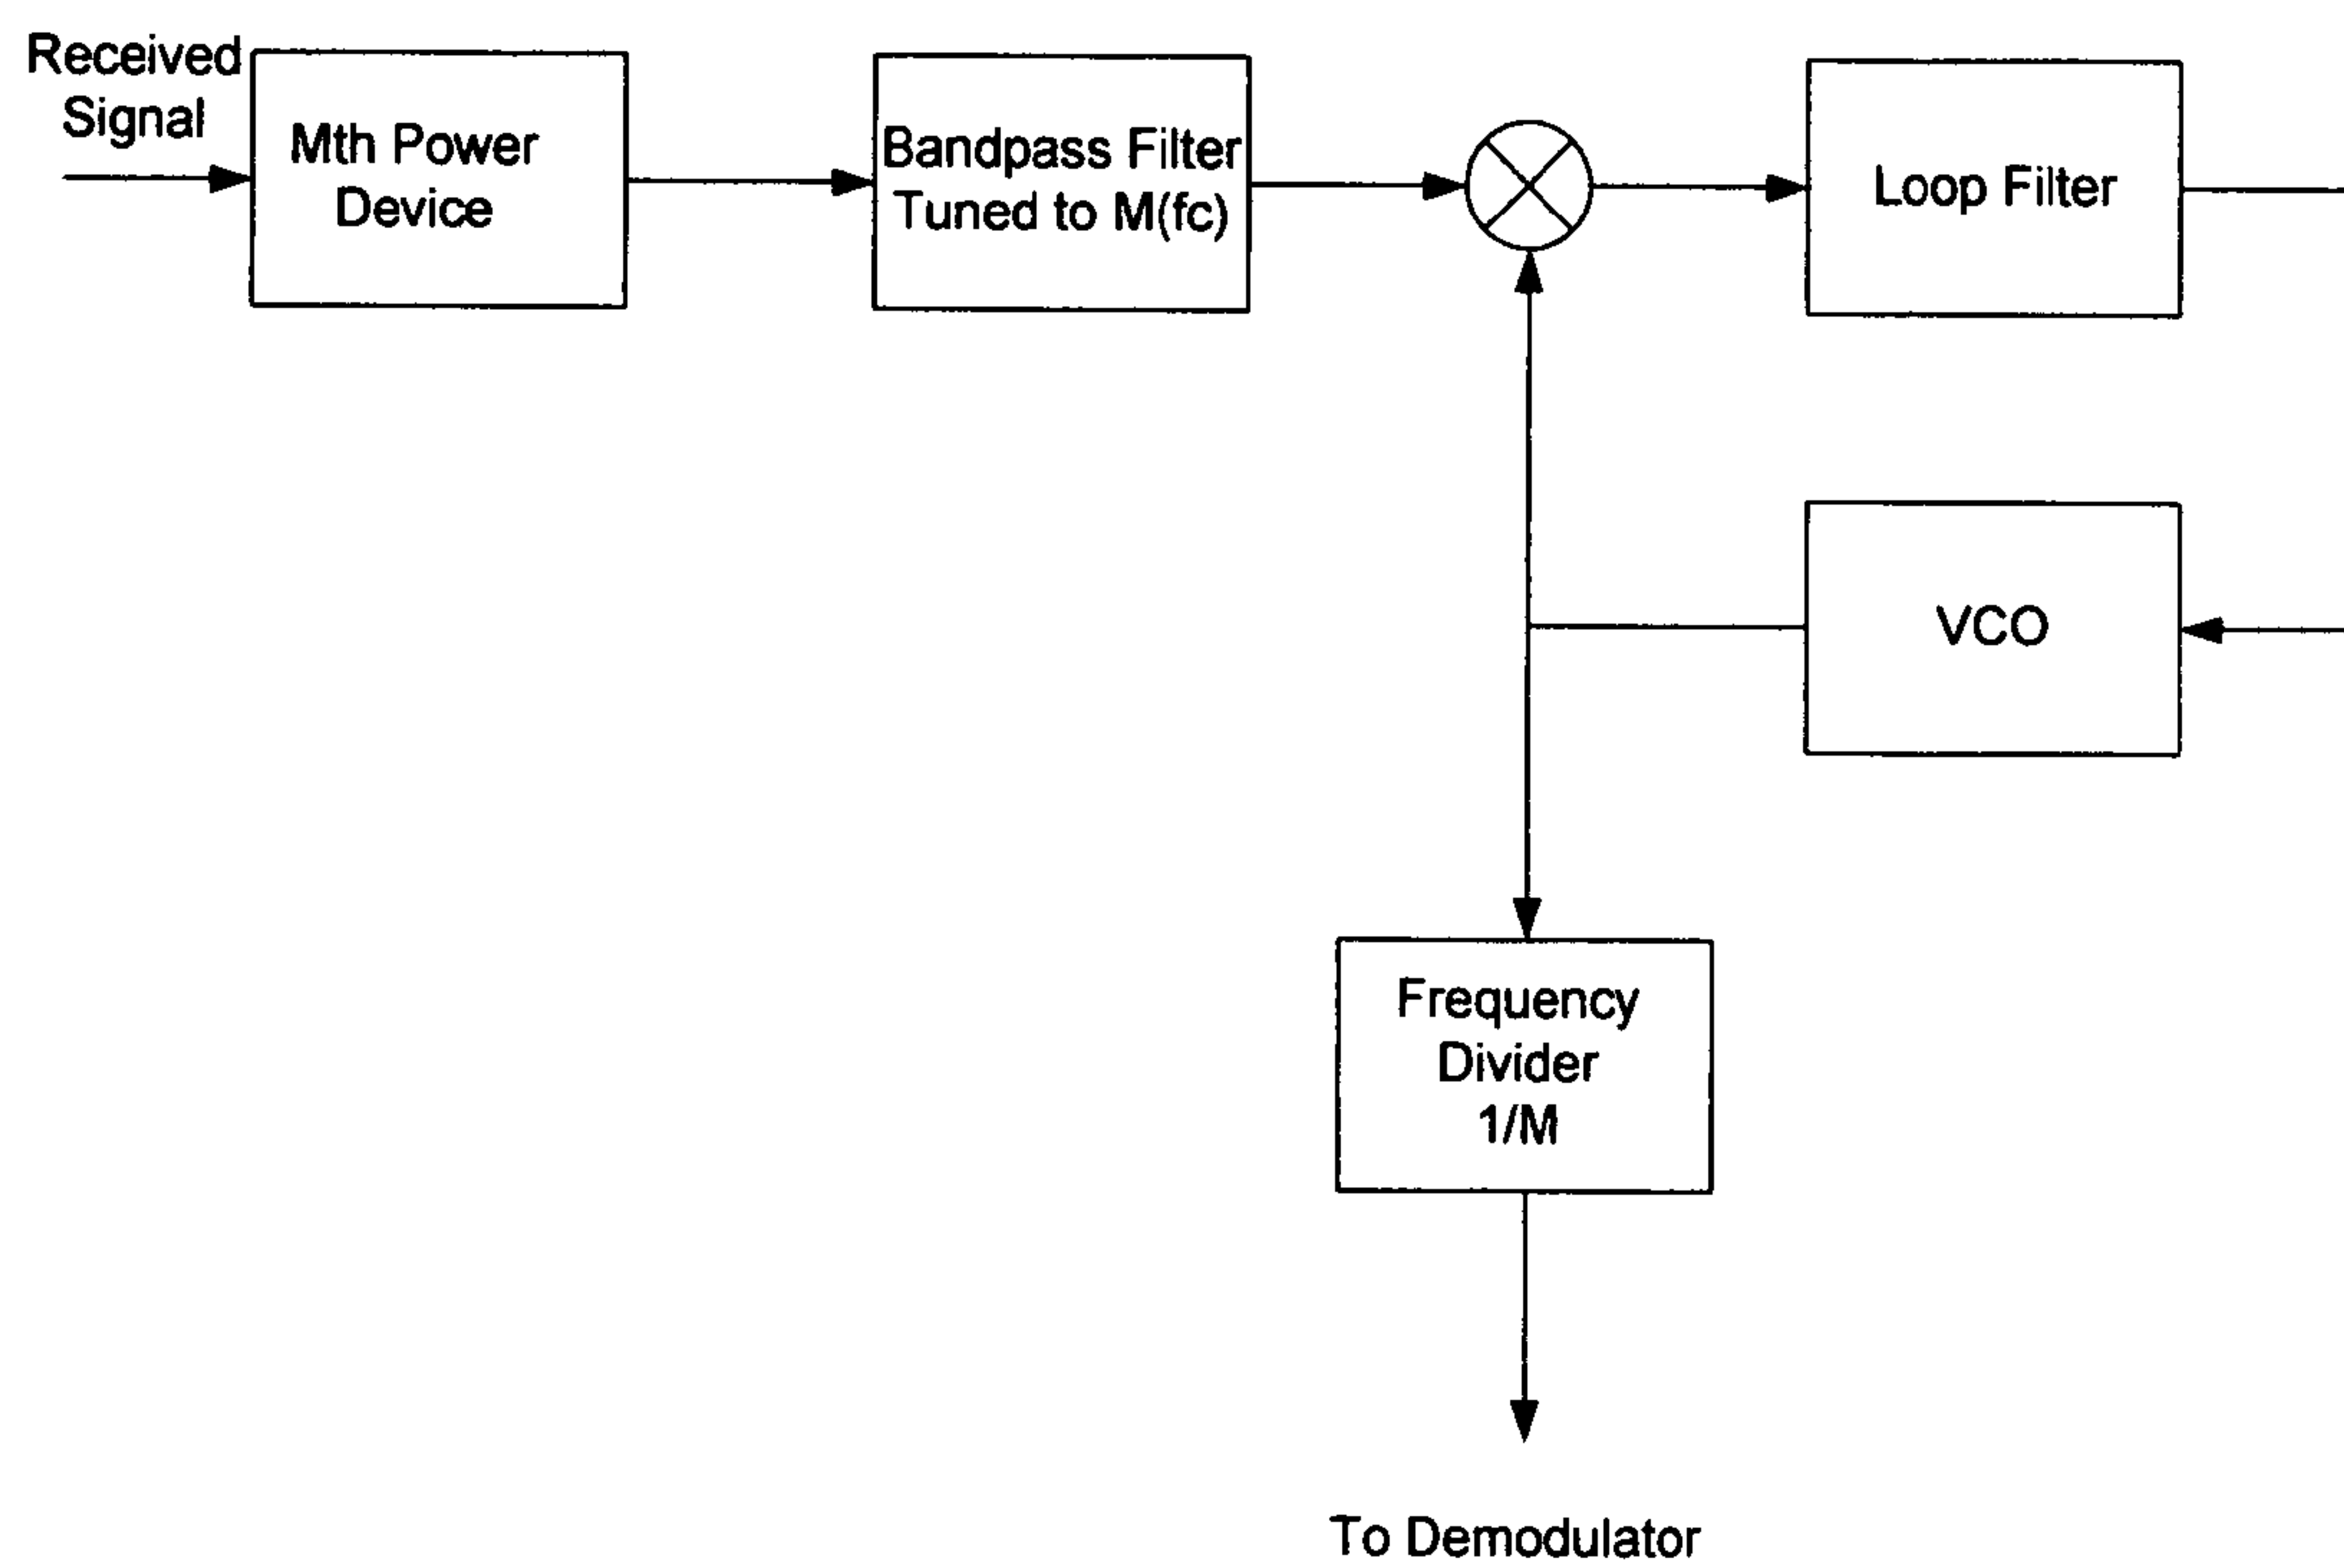 Received
Signal
Mth Power
Device
Bandpass Filter
Tuned to M(fc)
Loop Filter
VCO
Frequency
Divider
1/M
To Demodulator